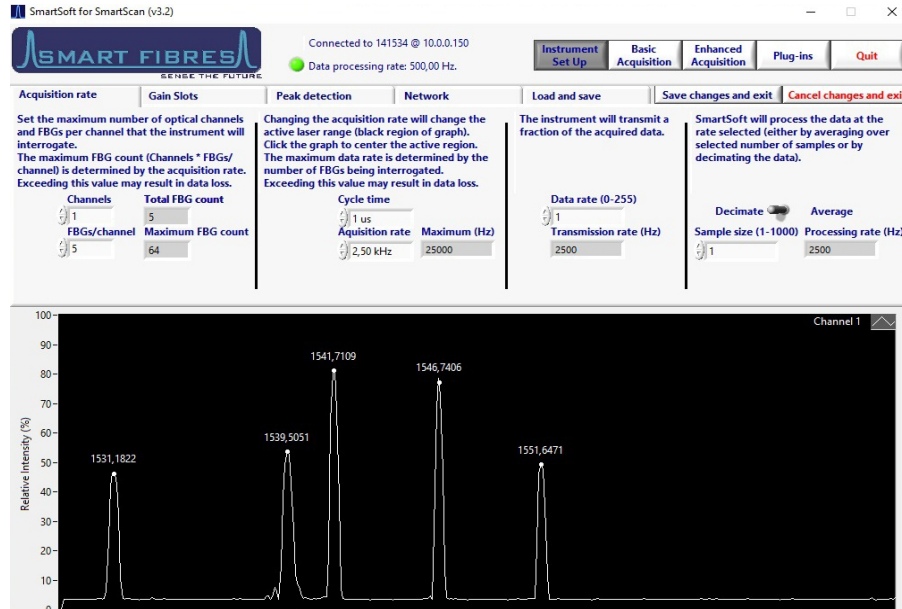 SmartSoft for SmartScan (v3.2)
SMART FIBRES
SENSE THE FUTURE
Connected to 141534 @ 10.0.0.150
Data processing rate: 500,00 Hz.
Instrument Set Up
Basic Acquisition
Enhanced Acquisition
Plug-ins
Quit
Acquisition rate
Gain Slots
Peak detection
Network
Load and save
Save changes and exit
Cancel changes and exi
Set the maximum number of optical channels
and FBGs per channel that the instrument will
interrogate.
The maximum FBG count (Channels * FBGs/
channel) is determined by the acquisition rate.
Exceeding this value may result in data loss.
Channels
Total FBG count
1
5
FBGs/channel
Maximum FBG count
5
64
Changing the acquisition rate will change the
active laser range (black region of graph).
Click the graph to center the active region.
The maximum data rate is determined by the
number of FBGs being interrogated.
Exceeding this value may result in data loss.
Cycle time
1 us
Aquisition rate
Maximum (Hz)
2,50 kHz
25000
The instrument will transmit a
fraction of the acquired data.
Data rate (0-255)
1
Transmission rate (Hz)
2500
SmartSoft will process the data at the
rate selected (either by averaging over
selected number of samples or by
decimating the data).
Decimate
Average
Sample size (1-1000)
Processing rate (Hz)
1
2500
Channel 1
Relative Intensity (%)
100
90
80
70
60
50
40
30
20
10
0
1531,1822
1539,5051
1541,7109
1546,7406
1551,6471